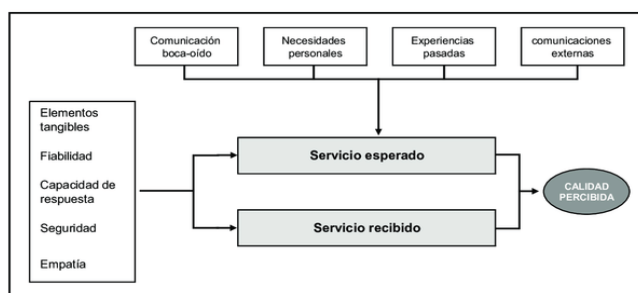 Comunicación
boca-oído
Necesidades
personales
Experiencias
pasadas
comunicaciones
externas
Elementos
tangibles
Fiabilidad
Capacidad de
respuesta
Seguridad
Empatía
Servicio esperado
Servicio recibido
CALIDAD
PERCIBIDA